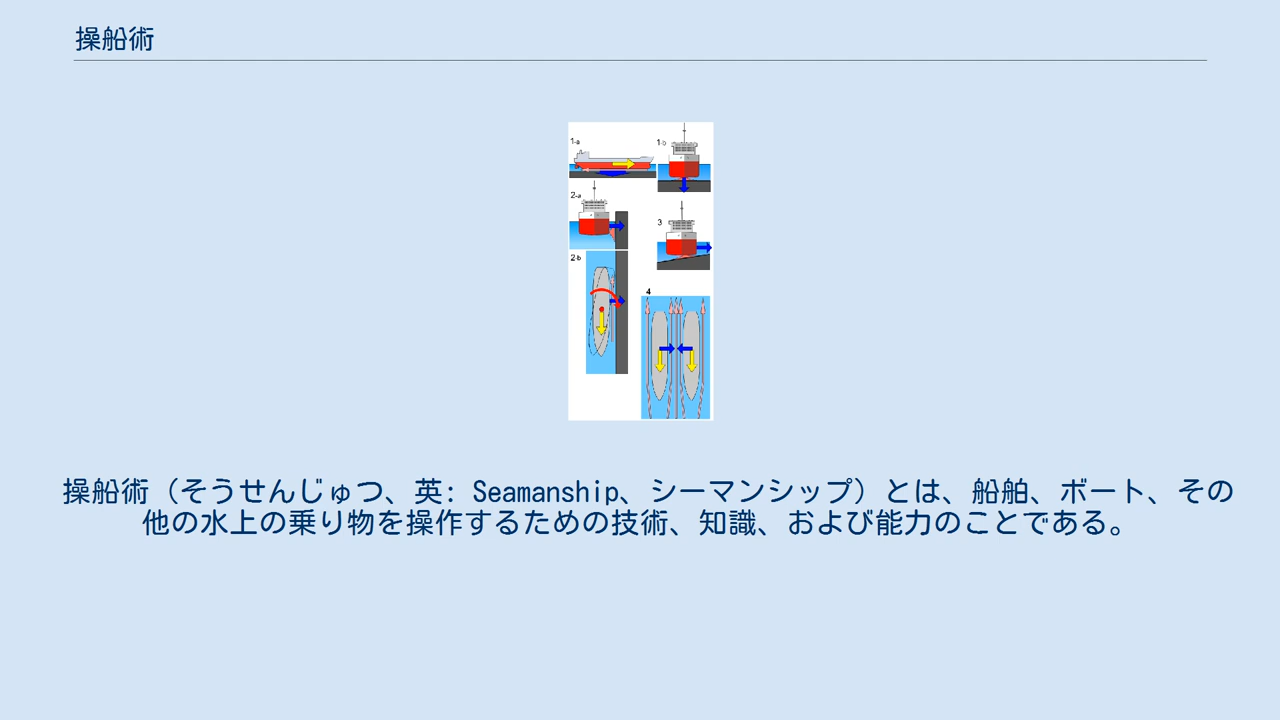 操船術
1-a
1-b
2-a
3
2-b
4
操船術（そうせんじゅつ、英: Seamanship、シーマンシップ）とは、船舶、ボート、その
他の水上の乗り物を操作するための技術、知識、および能力のことである。